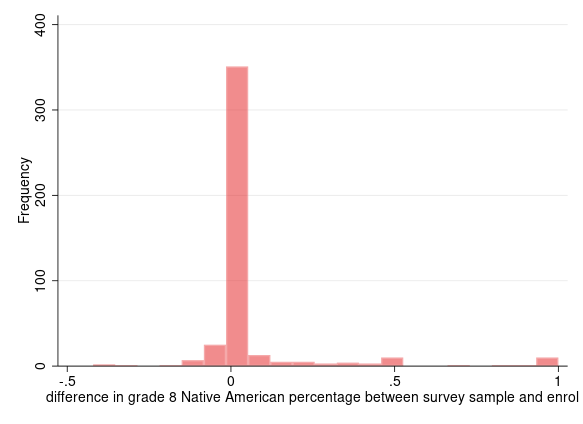 400
300
200
100
0
Frequency
-.5 0 .5 1
difference in grade 8 Native American percentage between survey sample and enrol